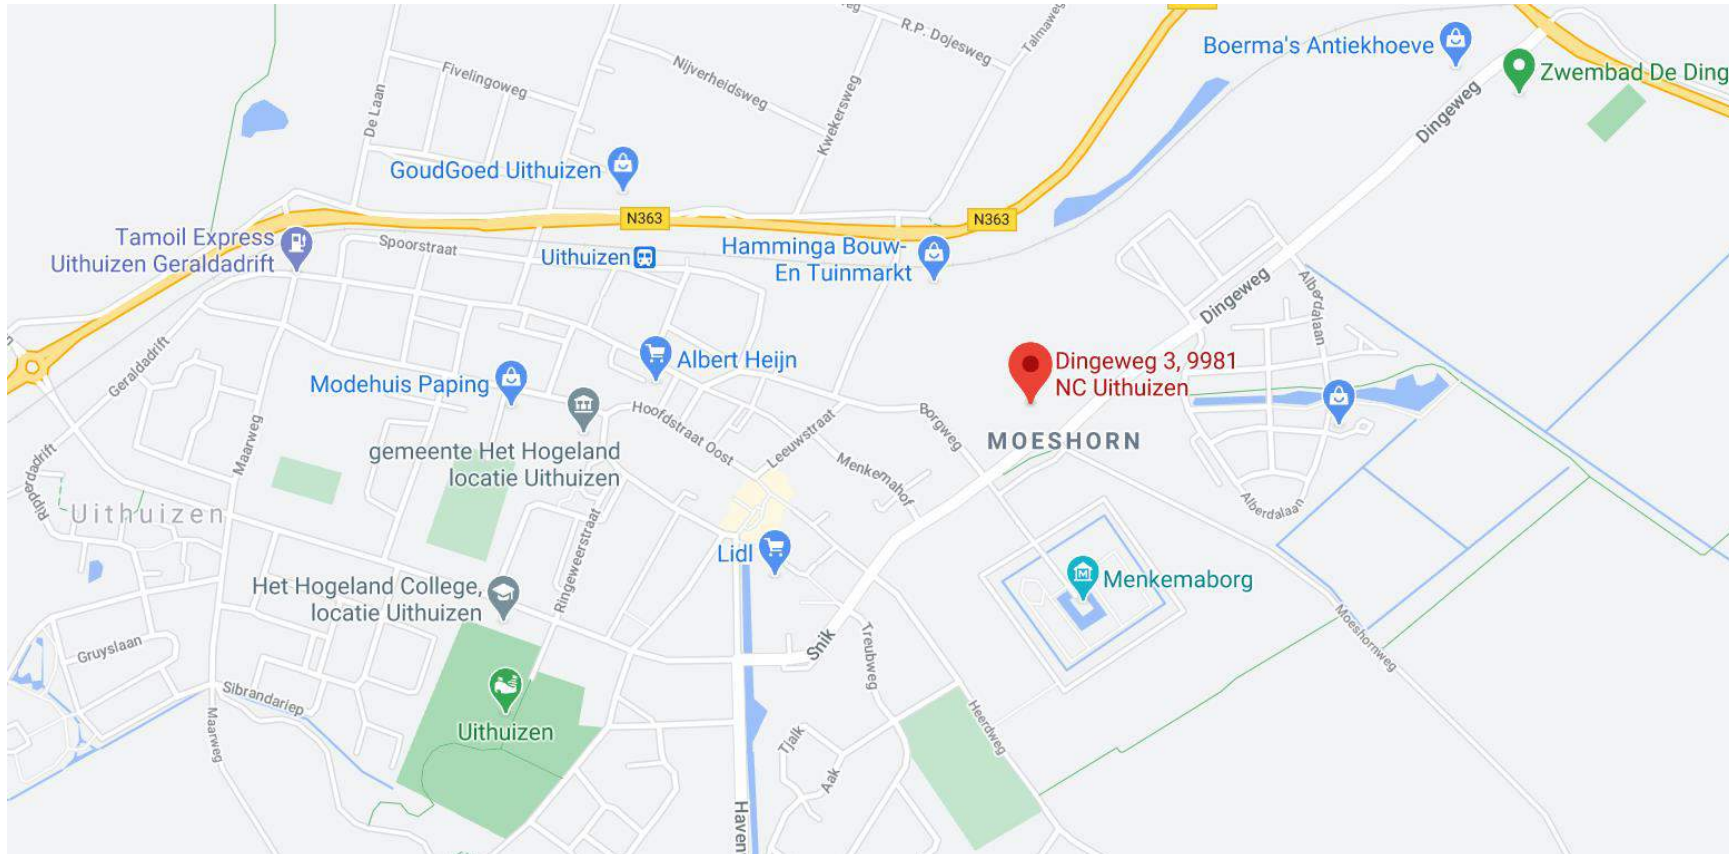 R.P. Dojesweg
Talmaweg
Boerma's Antiekhoeve
Zwembad De Ding
Fivelingoweg
Nijverheidsweg
De Laan
Kwekersweg
Dingeweg
GoudGoed Uithuizen
N363
N363
Tamoil Express
Uithuizen Geraldadrift
Spoorstraat
Uithuizen
Hamminga Bouw-
En Tuinmarkt
Dingeweg
Alberdalaan
Geraldadrift
Albert Heijn
Modehuis Paping
Dingeweg 3, 9981
NC Uithuizen
Hoofdstraat Oost
Leeuwstraat
Borgweg
MOESHORN
Maarweg
gemeente Het Hogeland
locatie Uithuizen
Menkemahof
Ripperdadrift
Uithuizen
Alberdalaan
Lidl
Ringeweerstraat
Menkemaborg
Het Hogeland College,
locatie Uithuizen
Moeshornweg
Gruyslaan
Snik
Treubweg
Sibrandariep
Maarweg
Uithuizen
Tjalk
Aak
Heerdweg
Haven